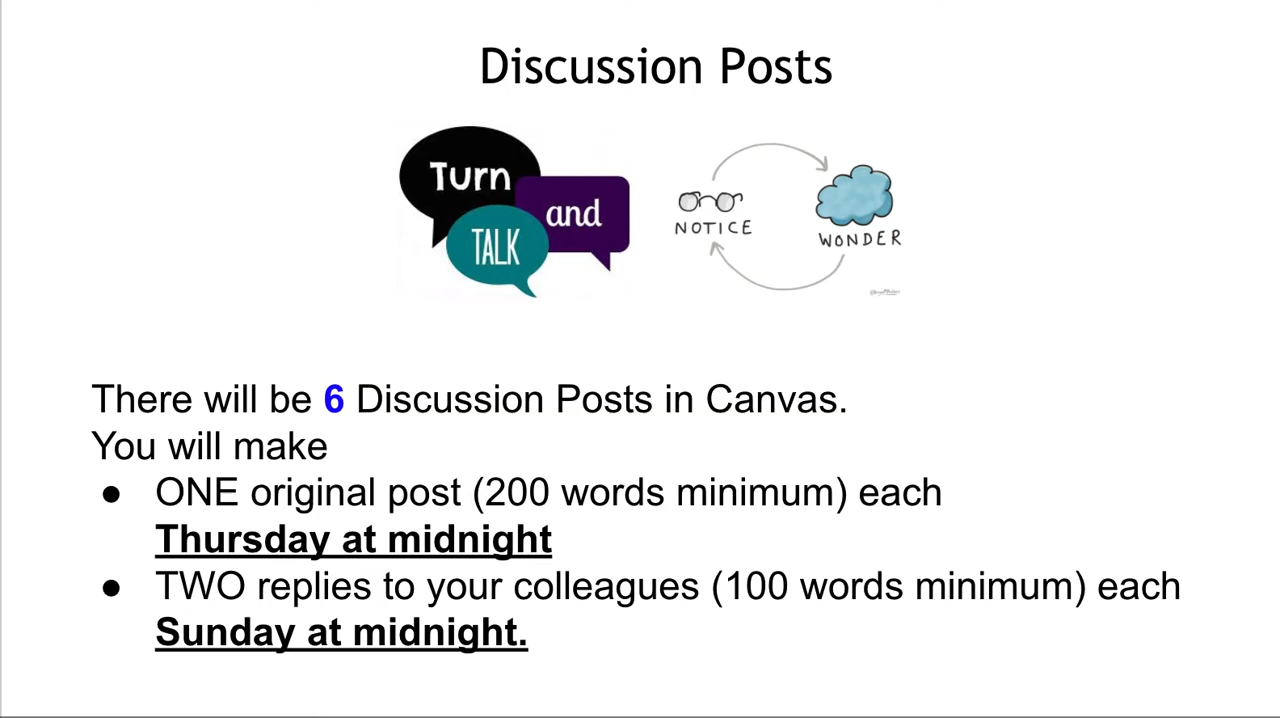 Discussion Posts
Turn
and
TALK
NOTICE
WONDER
There will be 6 Discussion Posts in Canvas.
You will make
● ONE original post (200 words minimum) each
Thursday at midnight
● TWO replies to your colleagues (100 words minimum) each
Sunday at midnight.